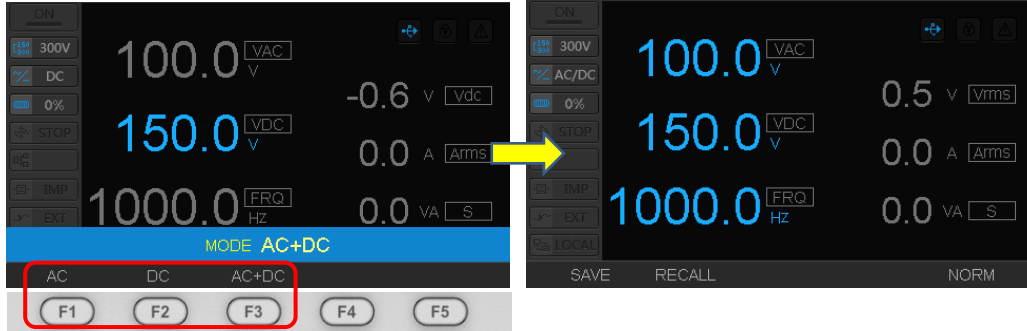 ON
300V
100.0 VAC
V
DC
-0.6 V Vdc
0%
STOP
150.0 VDC
V
0.0 A Arms
IMP
1000.0 FRQ
Hz
0.0 VA S
EXT
MODE AC+DC
AC DC AC+DC
F1 F2 F3 F4 F5
ON
300V
100.0 VAC
V
AC/DC
0.5 V Vrms
0%
STOP
150.0 VDC
V
0.0 A Arms
IMP
1000.0 FRQ
Hz
0.0 VA S
EXT
LOCAL
SAVE RECALL NORM